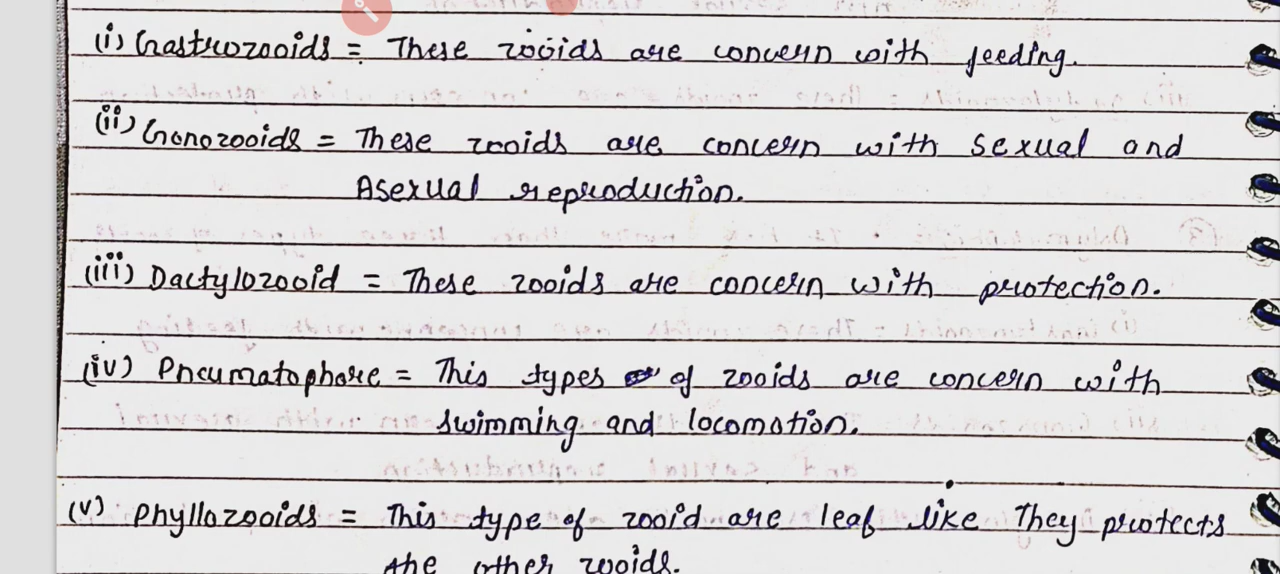 (i) Gastrozooids = These zooids are concern with feeding.
(ii) Gonozooids = These zooids are concern with sexual and
Asexual reproduction.
(iii) Dactylozooid = These zooids are concern with protection.
(iv) Pneumatophore = This types of zooids are concern with
swimming and locomotion.
(v) Phyllozooids = This type of zooid are leaf like They protects
the other zooids.